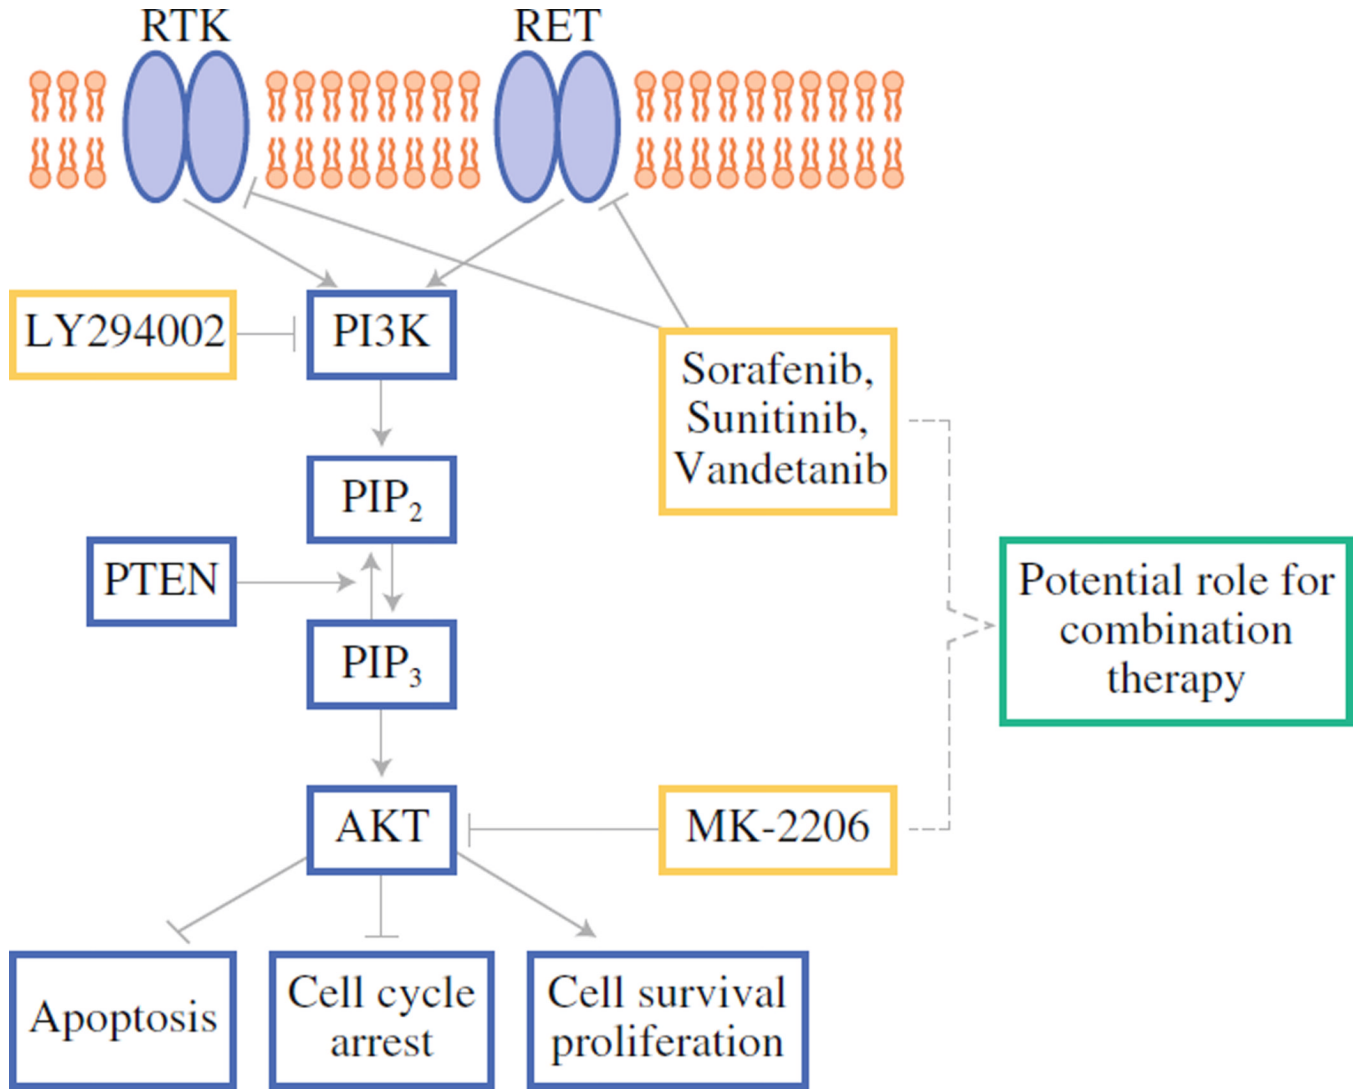 RTK
RET
LY294002
PI3K
Sorafenib,
Sunitinib,
Vandetanib
PIP₂
PTEN
Potential role for
combination
therapy
PIP₃
AKT
MK-2206
Apoptosis
Cell cycle
arrest
Cell survival
proliferation